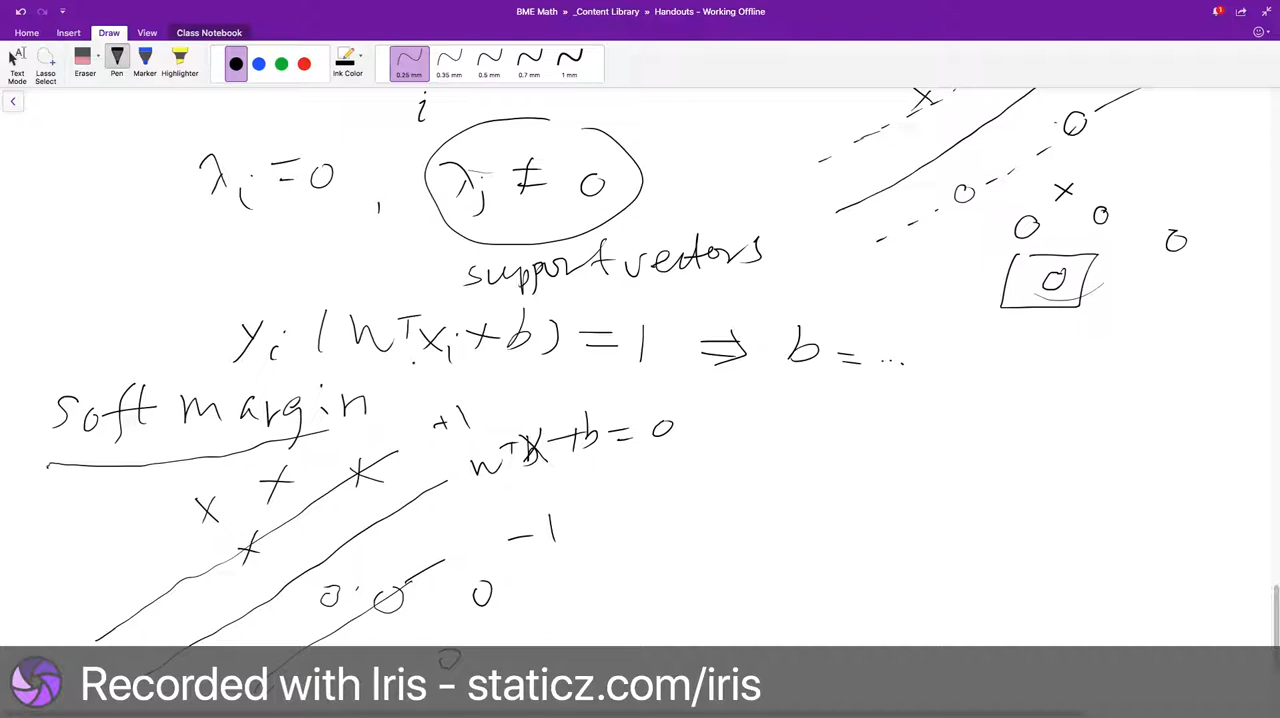 BME Math » _Content Library » Handouts - Working Offline
1
Home Insert Draw View Class Notebook
Text Mode
Lasso Select
Eraser
Pen
Marker
Highlighter
Ink Color
0.25 mm
0.35 mm
0.5 mm
0.7 mm
1 mm
i
λi = 0 , λj ≠ 0
support vectors
yi (wᵀxi + b) = 1 ⇒ b = ...
soft margin
+1
wᵀx + b = 0
-1
Recorded with Iris - staticz.com/iris